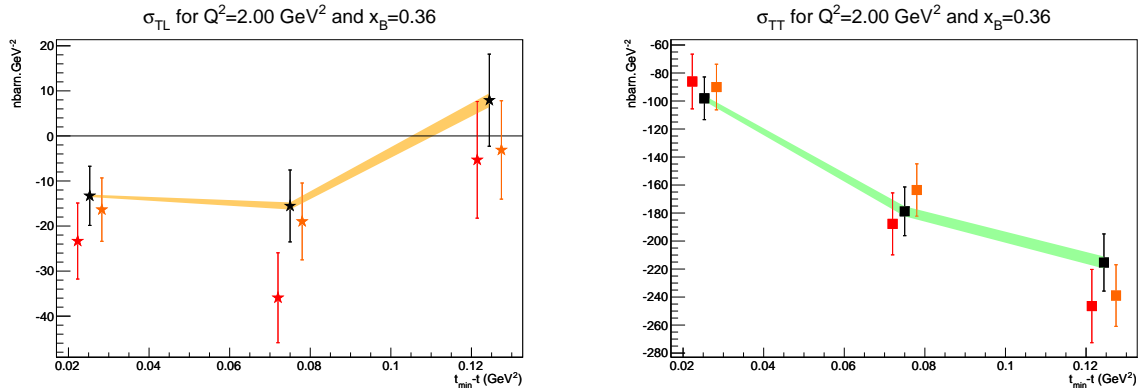 σ_TL for Q²=2.00 GeV² and x_B=0.36
nbarn.GeV⁻²
20
10
0
-10
-20
-30
-40
0.02 0.04 0.06 0.08 0.1 0.12
t_min-t (GeV²)
σ_TT for Q²=2.00 GeV² and x_B=0.36
nbarn.GeV⁻²
-60
-80
-100
-120
-140
-160
-180
-200
-220
-240
-260
-280
0.02 0.04 0.06 0.08 0.1 0.12
t_min-t (GeV²)